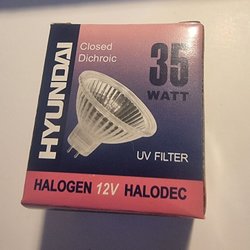 HYUNDAI
Closed
Dichroic
35
WATT
UV FILTER
HALOGEN 12V HALODEC